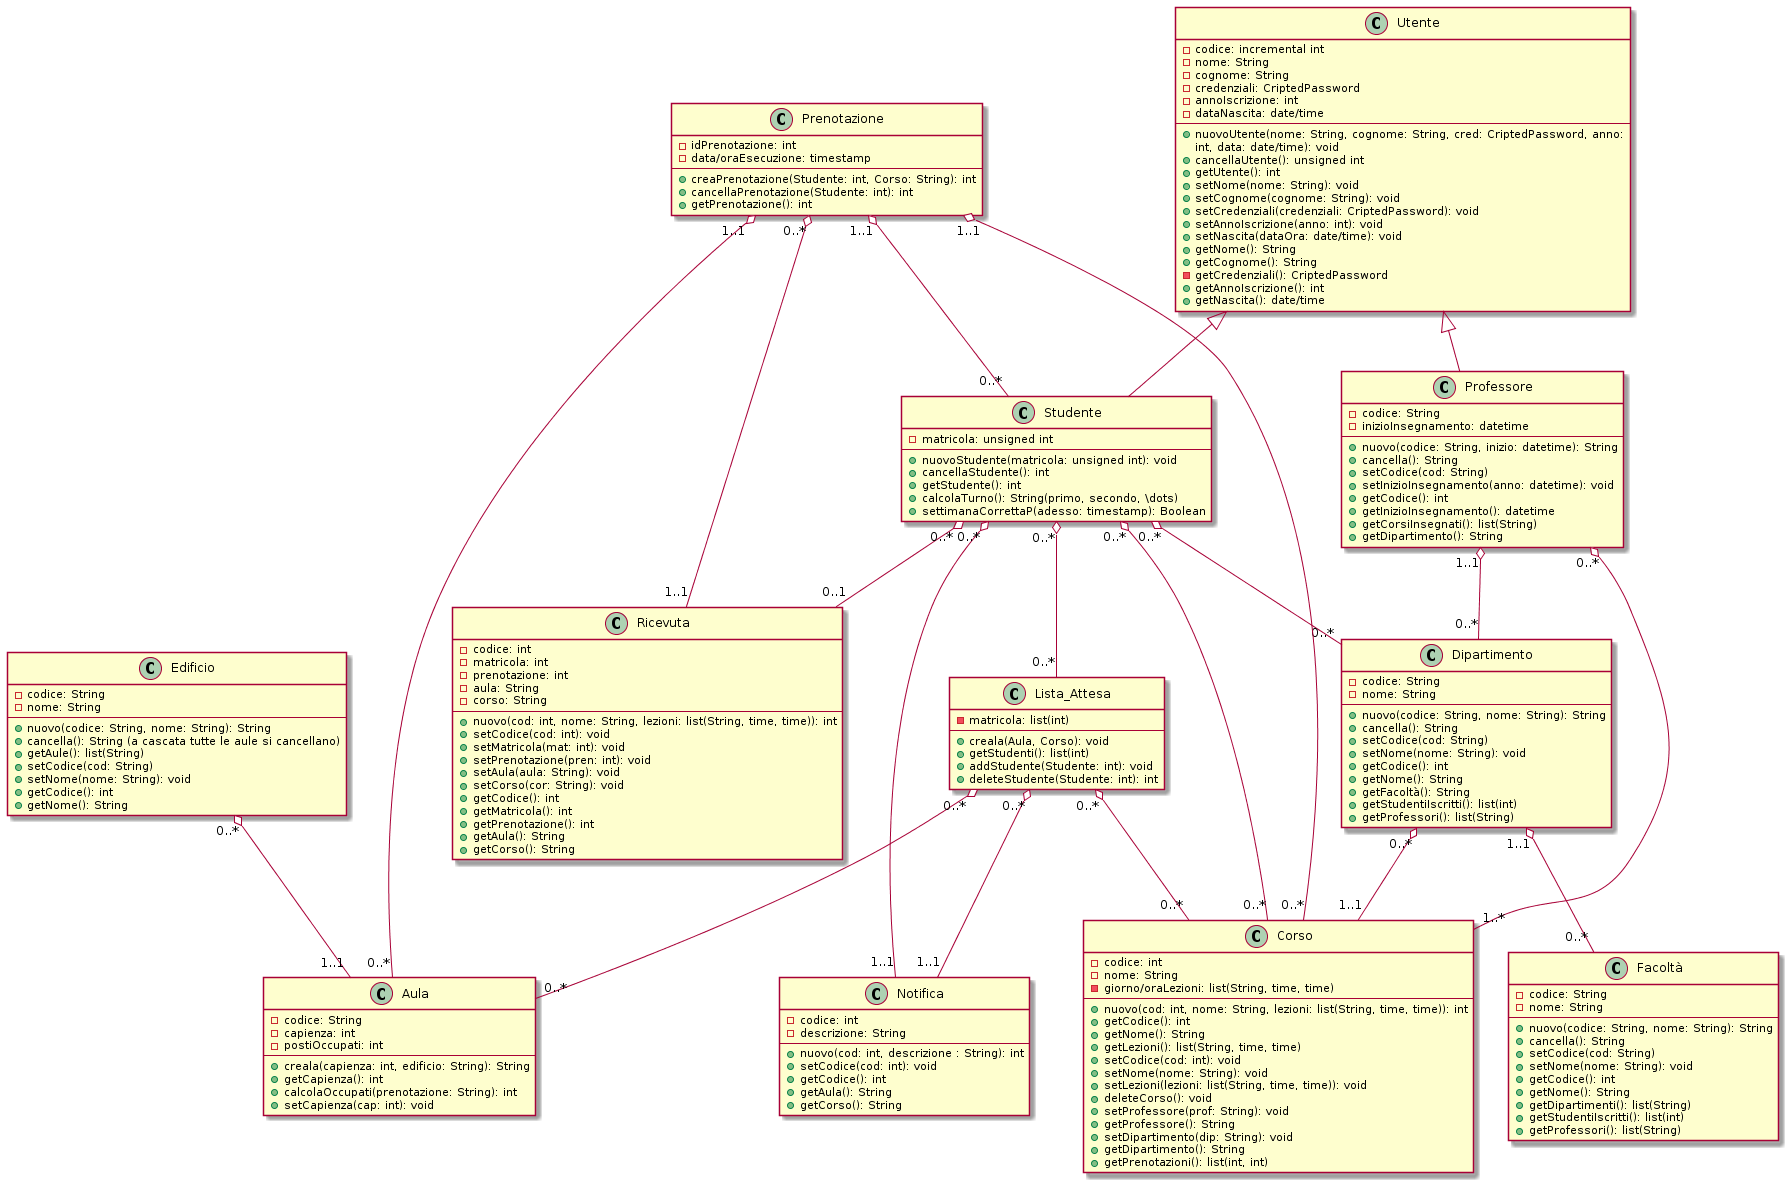 C Utente
codice: incremental int
nome: String
cognome: String
credenziali: CriptedPassword
annoIscrizione: int
dataNascita: date/time
nuovoUtente(nome: String, cognome: String, cred: CriptedPassword, anno:
int, data: date/time): void
cancellaUtente(): unsigned int
getUtente(): int
setNome(nome: String): void
setCognome(cognome: String): void
setCredenziali(credenziali: CriptedPassword): void
setAnnoIscrizione(anno: int): void
setNascita(dataOra: date/time): void
getNome(): String
getCognome(): String
getCredenziali(): CriptedPassword
getAnnoIscrizione(): int
getNascita(): date/time
C Prenotazione
idPrenotazione: int
data/oraEsecuzione: timestamp
creaPrenotazione(Studente: int, Corso: String): int
cancellaPrenotazione(Studente: int): int
getPrenotazione(): int
1..1
0..*
1..1
1..1
0..*
C Professore
codice: String
inizioInsegnamento: datetime
nuovo(codice: String, inizio: datetime): String
cancella(): String
setCodice(cod: String)
setInizioInsegnamento(anno: datetime): void
getCodice(): int
getInizioInsegnamento(): datetime
getCorsiInsegnati(): list(String)
getDipartimento(): String
1..1
0..*
C Studente
matricola: unsigned int
nuovoStudente(matricola: unsigned int): void
cancellaStudente(): int
getStudente(): int
calcolaTurno(): String(primo, secondo, \dots)
settimanaCorrettaP(adesso: timestamp): Boolean
0..*
0..*
0..*
0..*
0..*
1..1
0..1
0..*
0..*
0..*
C Ricevuta
codice: int
matricola: int
prenotazione: int
aula: String
corso: String
nuovo(cod: int, nome: String, lezioni: list(String, time, time)): int
setCodice(cod: int): void
setMatricola(mat: int): void
setPrenotazione(pren: int): void
setAula(aula: String): void
setCorso(cor: String): void
getCodice(): int
getMatricola(): int
getPrenotazione(): int
getAula(): String
getCorso(): String
C Edificio
codice: String
nome: String
nuovo(codice: String, nome: String): String
cancella(): String (a cascata tutte le aule si cancellano)
getAule(): list(String)
setCodice(cod: String)
setNome(nome: String): void
getCodice(): int
getNome(): String
0..*
C Lista_Attesa
matricola: list(int)
creala(Aula, Corso): void
getStudenti(): list(int)
addStudente(Studente: int): void
deleteStudente(Studente: int): int
0..*
0..*
0..*
C Dipartimento
codice: String
nome: String
nuovo(codice: String, nome: String): String
cancella(): String
setCodice(cod: String)
setNome(nome: String): void
getCodice(): int
getNome(): String
getFacoltà(): String
getStudentiIscritti(): list(int)
getProfessori(): list(String)
0..*
1..1
1..1
0..*
0..*
1..1
1..1
0..*
0..*
0..*
1..1
1..*
0..*
C Aula
codice: String
capienza: int
postiOccupati: int
creala(capienza: int, edificio: String): String
getCapienza(): int
calcolaOccupati(prenotazione: String): int
setCapienza(cap: int): void
C Notifica
codice: int
descrizione: String
nuovo(cod: int, descrizione : String): int
setCodice(cod: int): void
getCodice(): int
getAula(): String
getCorso(): String
C Corso
codice: int
nome: String
giorno/oraLezioni: list(String, time, time)
nuovo(cod: int, nome: String, lezioni: list(String, time, time)): int
getCodice(): int
getNome(): String
getLezioni(): list(String, time, time)
setCodice(cod: int): void
setNome(nome: String): void
setLezioni(lezioni: list(String, time, time)): void
deleteCorso(): void
setProfessore(prof: String): void
getProfessore(): String
setDipartimento(dip: String): void
getDipartimento(): String
getPrenotazioni(): list(int, int)
C Facoltà
codice: String
nome: String
nuovo(codice: String, nome: String): String
cancella(): String
setCodice(cod: String)
setNome(nome: String): void
getCodice(): int
getNome(): String
getDipartimenti(): list(String)
getStudentiIscritti(): list(int)
getProfessori(): list(String)